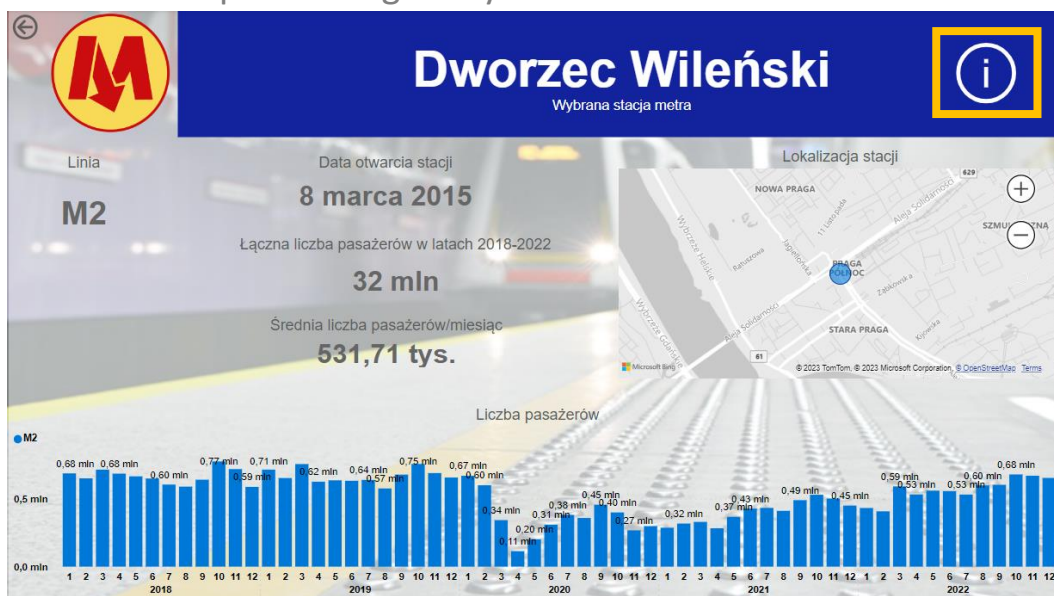 Dworzec Wileński
Wybrana stacja metra
Linia
M2
Data otwarcia stacji
8 marca 2015
Łączna liczba pasażerów w latach 2018-2022
32 mln
Średnia liczba pasażerów/miesiąc
531,71 tys.
Lokalizacja stacji
629
NOWA PRAGA
11 Listopada
Aleja Solidarności
Jagiellońska
Ratuszowa
Wybrzeże Helskie
PRAGA
PÓŁNOC
Ząbkowska
STARA PRAGA
Kijowska
Aleja Solidarności
Wybrzeże Gdańskie
61
Microsoft Bing
© 2023 TomTom, © 2023 Microsoft Corporation, © OpenStreetMap Terms
Liczba pasażerów
M2
0,68 mln 0,68 mln 0,60 mln 0,77 mln 0,59 mln 0,71 mln 0,62 mln 0,64 mln 0,57 mln 0,75 mln 0,67 mln 0,60 mln 0,34 mln 0,11 mln 0,20 mln 0,31 mln 0,38 mln 0,45 mln 0,40 mln 0,27 mln 0,32 mln 0,37 mln 0,43 mln 0,49 mln 0,45 mln 0,59 mln 0,53 mln 0,53 mln 0,60 mln 0,68 mln
0,5 mln
0,0 mln
1 2 3 4 5 6 7 8 9 10 11 12 1 2 3 4 5 6 7 8 9 10 11 12 1 2 3 4 5 6 7 8 9 10 11 12 1 2 3 4 5 6 7 8 9 10 11 12 1 2 3 4 5 6 7 8 9 10 11 12
2018 2019 2020 2021 2022